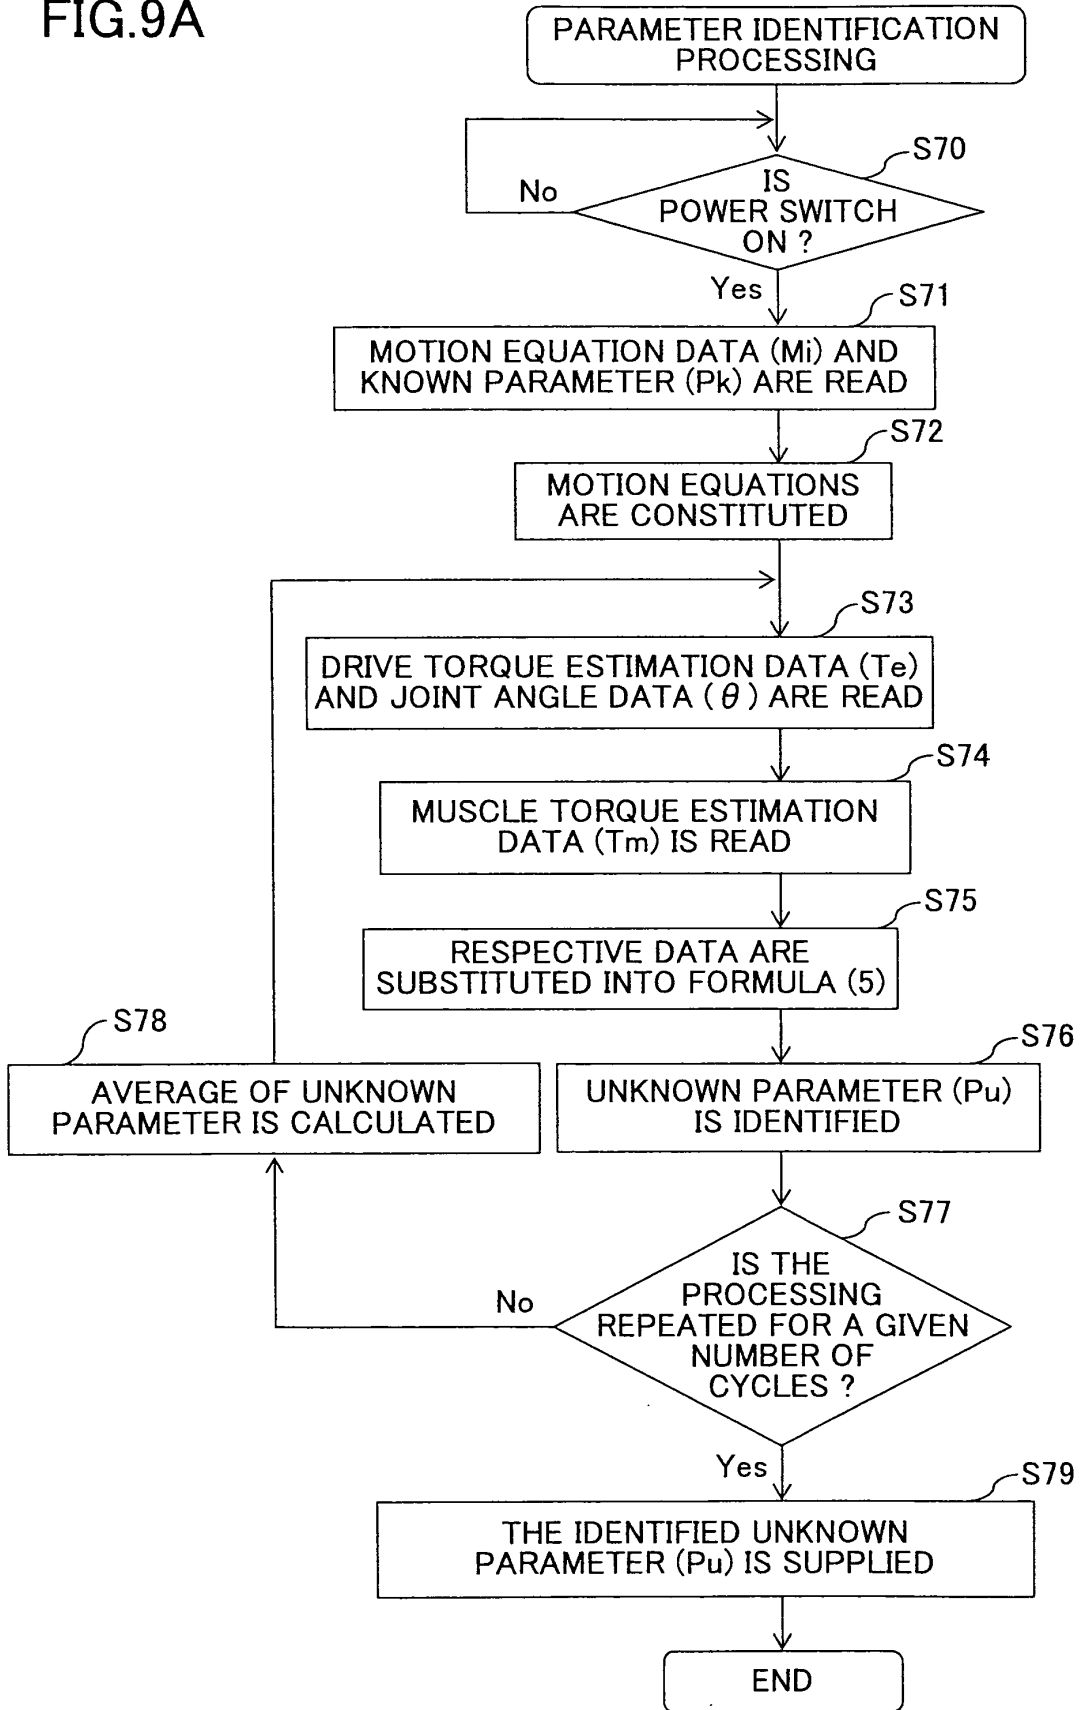 FIG.9A
PARAMETER IDENTIFICATION
PROCESSING
S70
IS
POWER SWITCH
ON ?
No
Yes
S71
MOTION EQUATION DATA (Mi) AND
KNOWN PARAMETER (Pk) ARE READ
S72
MOTION EQUATIONS
ARE CONSTITUTED
S73
DRIVE TORQUE ESTIMATION DATA (Te)
AND JOINT ANGLE DATA (θ) ARE READ
S74
MUSCLE TORQUE ESTIMATION
DATA (Tm) IS READ
S75
RESPECTIVE DATA ARE
SUBSTITUTED INTO FORMULA (5)
S78
AVERAGE OF UNKNOWN
PARAMETER IS CALCULATED
S76
UNKNOWN PARAMETER (Pu)
IS IDENTIFIED
S77
IS THE
PROCESSING
REPEATED FOR A GIVEN
NUMBER OF
CYCLES ?
No
Yes
S79
THE IDENTIFIED UNKNOWN
PARAMETER (Pu) IS SUPPLIED
END